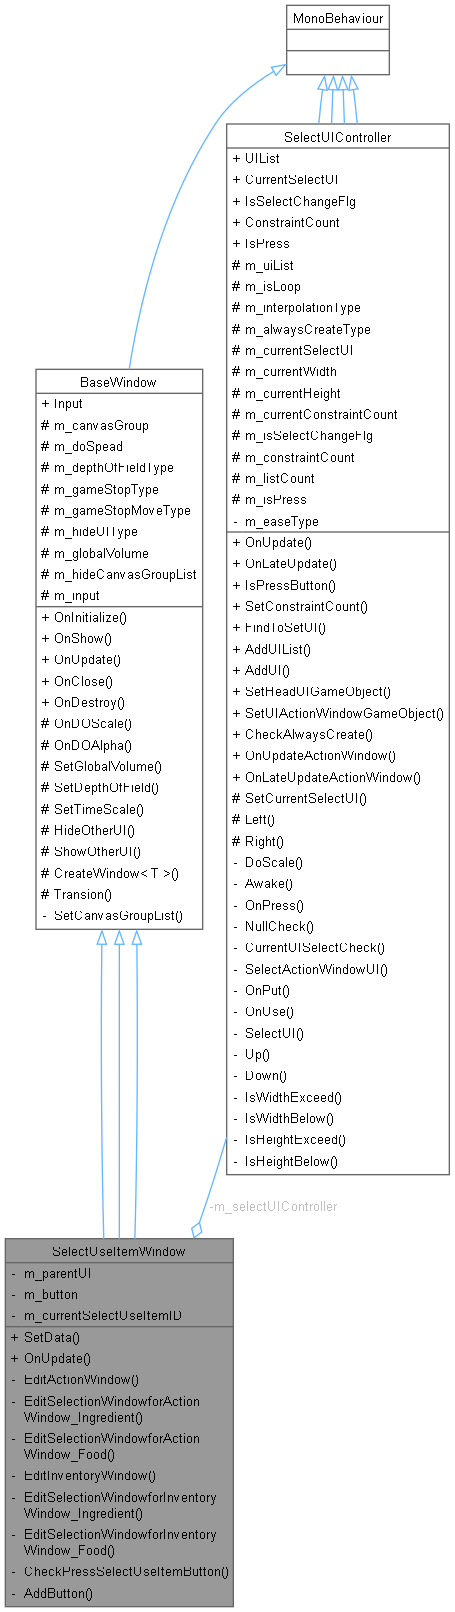 MonoBehaviour
SelectUIController
+ UIList
+ CurrentSelectUI
+ IsSelectChangeFlg
+ ConstraintCount
+ IsPress
# m_uiList
# m_isLoop
# m_interpolationType
# m_alwaysCreateType
# m_currentSelectUI
# m_currentWidth
# m_currentHeight
# m_currentConstraintCount
# m_isSelectChangeFlg
# m_constraintCount
# m_listCount
# m_isPress
- m_easeType
+ OnUpdate()
+ OnLateUpdate()
+ IsPressButton()
+ SetConstraintCount()
+ FindToSetUI()
+ AddUIList()
+ AddUI()
+ SetHeadUIGameObject()
+ SetUIActionWindowGameObject()
+ CheckAlwaysCreate()
+ OnUpdateActionWindow()
+ OnLateUpdateActionWindow()
# SetCurrentSelectUI()
# Left()
# Right()
- DoScale()
- Awake()
- OnPress()
- NullCheck()
- CurrentUISelectCheck()
- SelectActionWindowUI()
- OnPut()
- OnUse()
- SelectUI()
- Up()
- Down()
- IsWidthExceed()
- IsWidthBelow()
- IsHeightExceed()
- IsHeightBelow()
BaseWindow
+ Input
# m_canvasGroup
# m_doSpead
# m_depthOfFieldType
# m_gameStopType
# m_gameStopMoveType
# m_hideUIType
# m_globalVolume
# m_hideCanvasGroupList
# m_input
+ OnInitialize()
+ OnShow()
+ OnUpdate()
+ OnClose()
+ OnDestroy()
# OnDOScale()
# OnDOAlpha()
# SetGlobalVolume()
# SetDepthOfField()
# SetTimeScale()
# HideOtherUI()
# ShowOtherUI()
# CreateWindow< T >()
# Transion()
- SetCanvasGroupList()
-m_selectUIController
SelectUseItemWindow
- m_parentUI
- m_button
- m_currentSelectUseItemID
+ SetData()
+ OnUpdate()
- EditActionWindow()
- EditSelectionWindowforAction
Window_Ingredient()
- EditSelectionWindowforAction
Window_Food()
- EditInventoryWindow()
- EditSelectionWindowforInventory
Window_Ingredient()
- EditSelectionWindowforInventory
Window_Food()
- CheckPressSelectUseItemButton()
- AddButton()